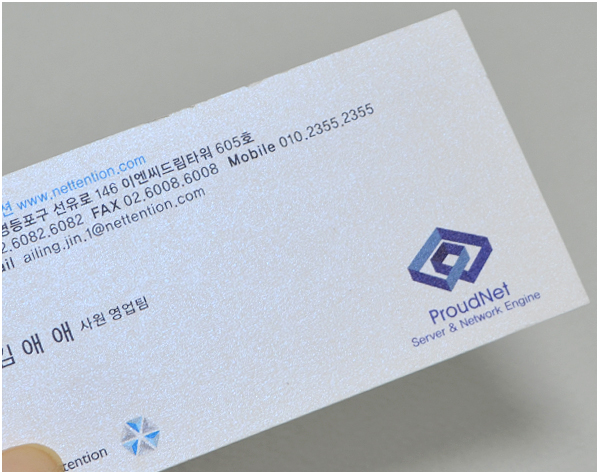 션 www.nettention.com
영등포구 선유로 146 이엔씨드림타워 605호
2.6082.6082 FAX 02.6008.6008 Mobile 010.2355.2355
ail ailing.jin.1@nettention.com
김 애 애 사원 영업팀
ProudNet
Server & Network Engine
tention